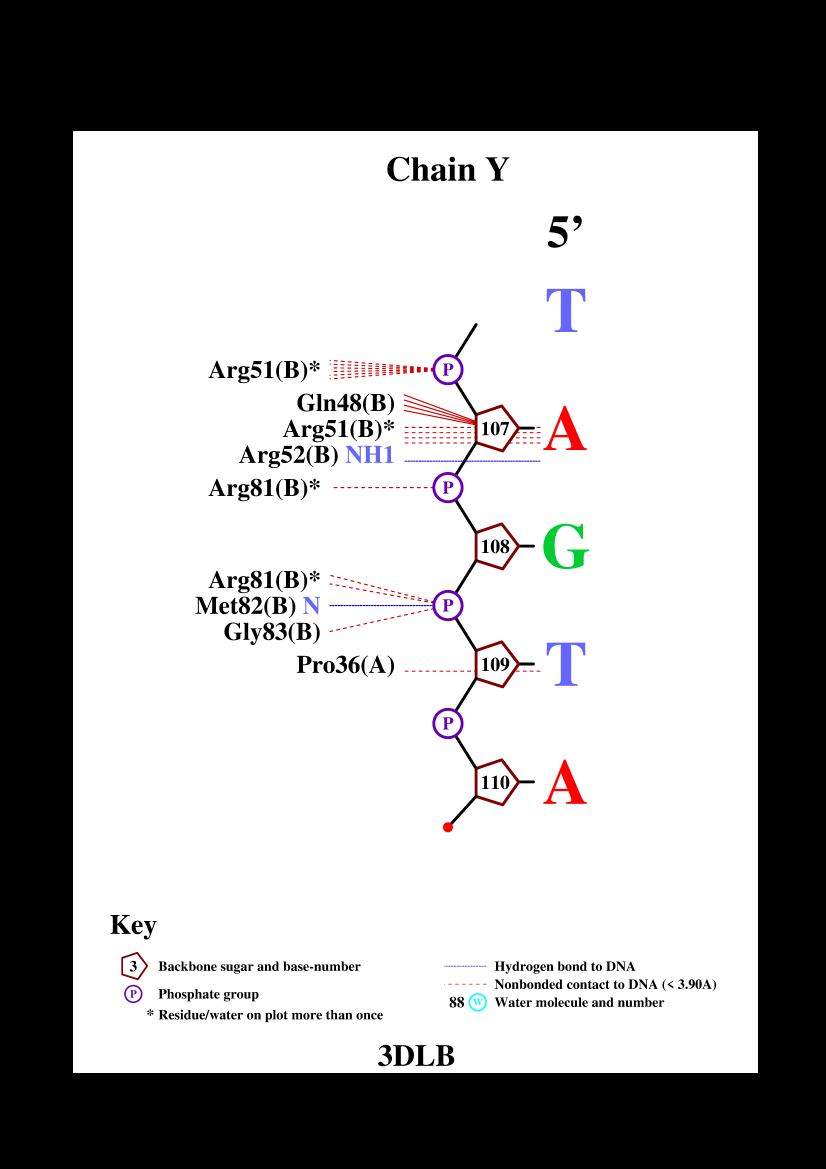 Chain Y
5’
T
Arg51(B)*
P
Gln48(B)
Arg51(B)*
107
A
Arg52(B) NH1
Arg81(B)*
P
108
G
Arg81(B)*
Met82(B) N
P
Gly83(B)
Pro36(A)
109
T
P
110
A
Key
3 Backbone sugar and base-number
P Phosphate group
* Residue/water on plot more than once
Hydrogen bond to DNA
Nonbonded contact to DNA (< 3.90A)
88 W Water molecule and number
3DLB